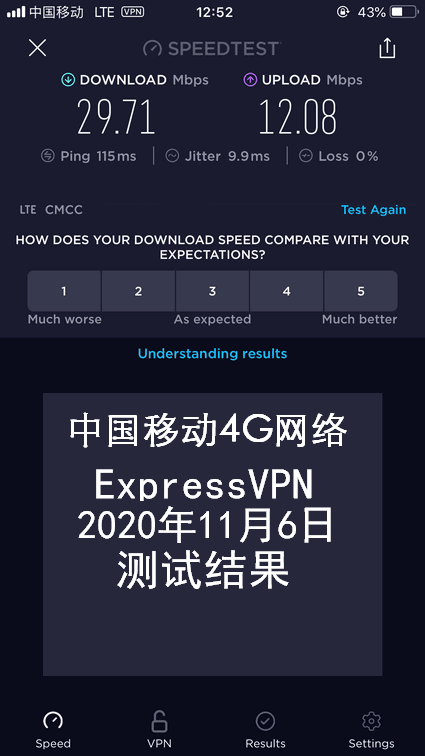 中国移动 LTE VPN 12:52 43%
SPEEDTEST
DOWNLOAD Mbps UPLOAD Mbps
29.71 12.08
Ping 115ms Jitter 9.9ms Loss 0%
LTE CMCC Test Again
HOW DOES YOUR DOWNLOAD SPEED COMPARE WITH YOUR
EXPECTATIONS?
1 2 3 4 5
Much worse As expected Much better
Understanding results
中国移动4G网络
ExpressVPN
2020年11月6日
测试结果
Speed VPN Results Settings